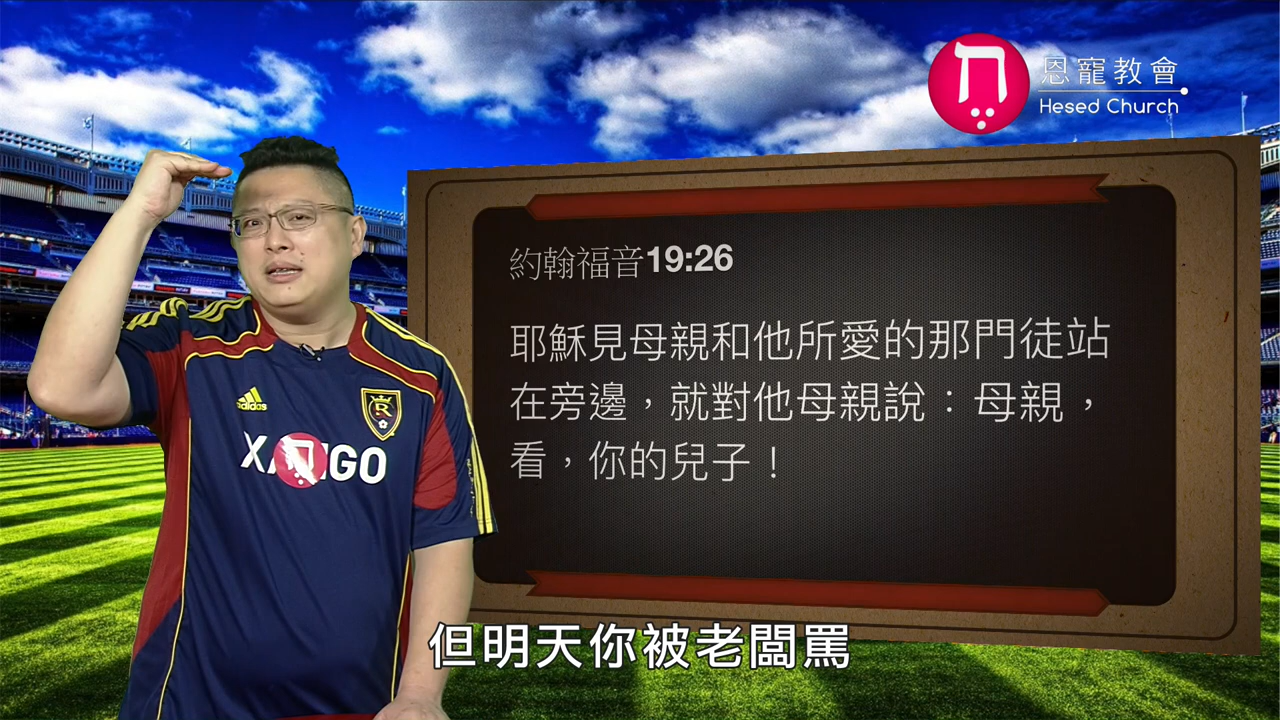 恩寵教會
Hesed Church
約翰福音19:26
耶穌見母親和他所愛的那門徒站
在旁邊，就對他母親說：母親，
看，你的兒子！
adidas
XANGO
但明天你被老闆罵